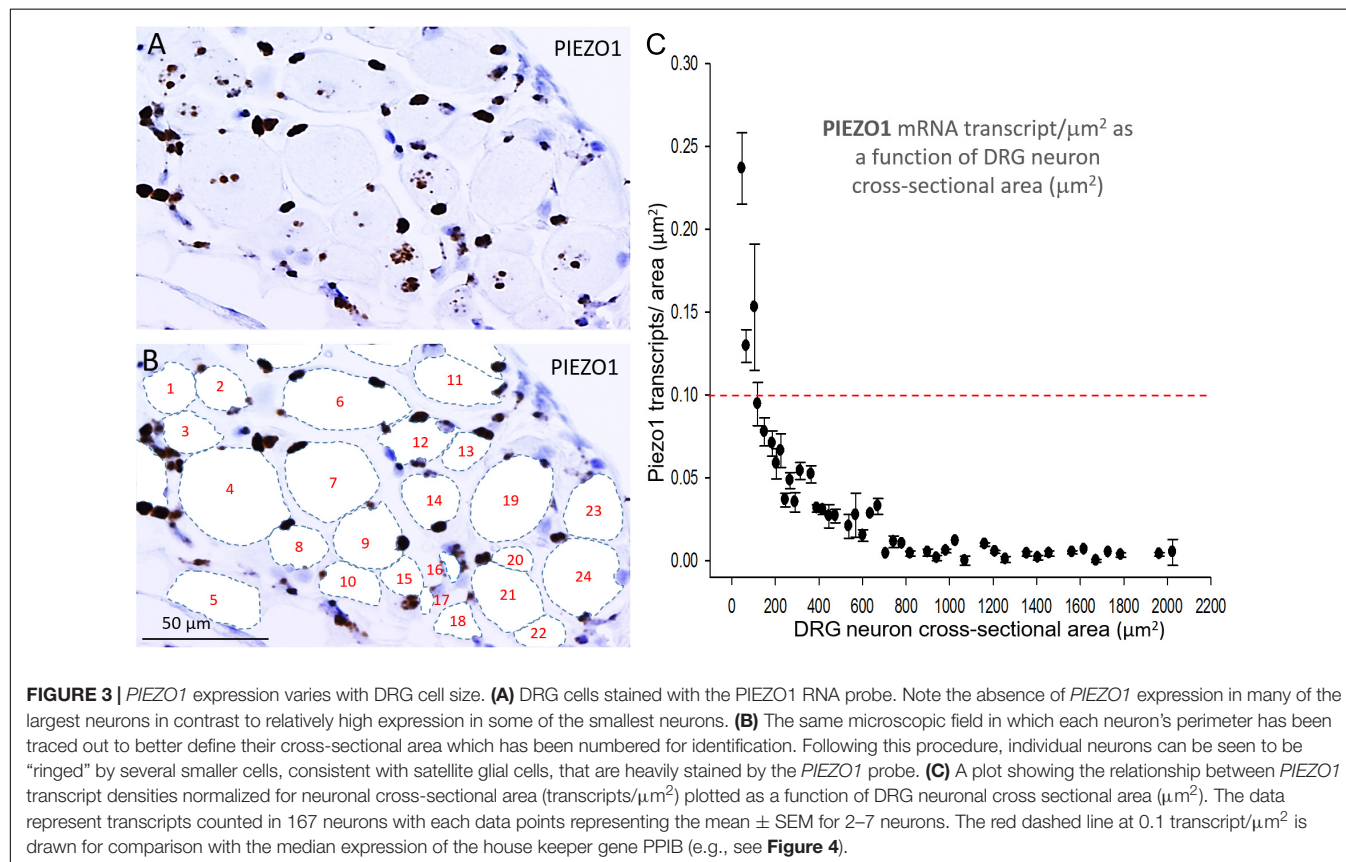 A
PIEZO1
B
PIEZO1
1
2
3
4
5
6
7
8
9
10
11
12
13
14
15
16
17
18
19
20
21
22
23
24
50 μm
C
PIEZO1 mRNA transcript/μm² as
a function of DRG neuron
cross-sectional area (μm²)
Piezo1 transcripts/ area (μm²)
0.30
0.25
0.20
0.15
0.10
0.05
0.00
0 200 400 600 800 1000 1200 1400 1600 1800 2000 2200
DRG neuron cross-sectional area (μm²)
FIGURE 3 | PIEZO1 expression varies with DRG cell size. (A) DRG cells stained with the PIEZO1 RNA probe. Note the absence of PIEZO1 expression in many of the
largest neurons in contrast to relatively high expression in some of the smallest neurons. (B) The same microscopic field in which each neuron's perimeter has been
traced out to better define their cross-sectional area which has been numbered for identification. Following this procedure, individual neurons can be seen to be
"ringed" by several smaller cells, consistent with satellite glial cells, that are heavily stained by the PIEZO1 probe. (C) A plot showing the relationship between PIEZO1
transcript densities normalized for neuronal cross-sectional area (transcripts/μm²) plotted as a function of DRG neuronal cross sectional area (μm²). The data
represent transcripts counted in 167 neurons with each data points representing the mean ± SEM for 2–7 neurons. The red dashed line at 0.1 transcript/μm² is
drawn for comparison with the median expression of the house keeper gene PPIB (e.g., see Figure 4).